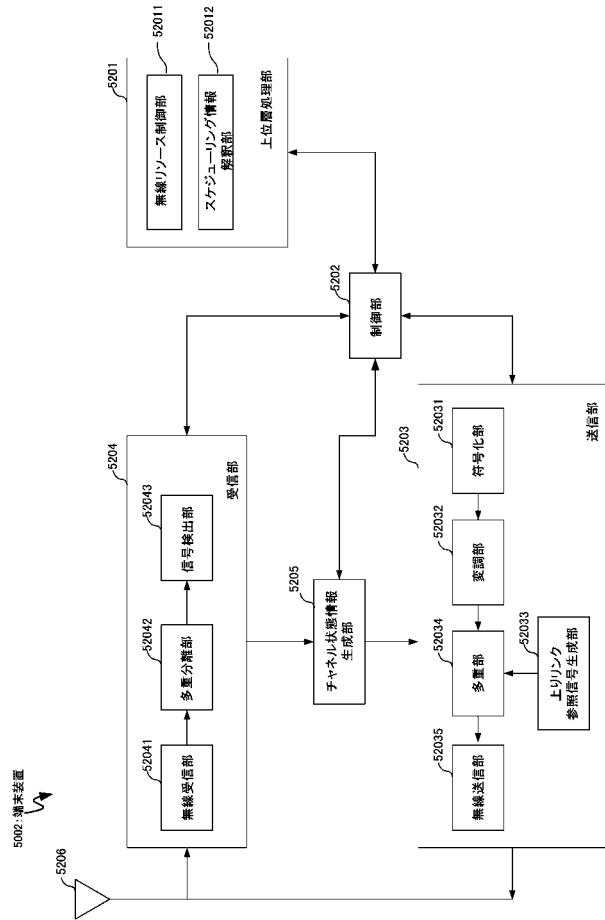 5002：端末装置
5206
5204
52041
無線受信部
52042
多重分離部
52043
信号検出部
受信部
5205
チャネル状態情報
生成部
5202
制御部
5201
52011
無線リソース制御部
52012
スケジューリング情報
解釈部
上位層処理部
5203
52035
無線送信部
52034
多重部
52032
変調部
52031
符号化部
52033
上りリンク
参照信号生成部
送信部